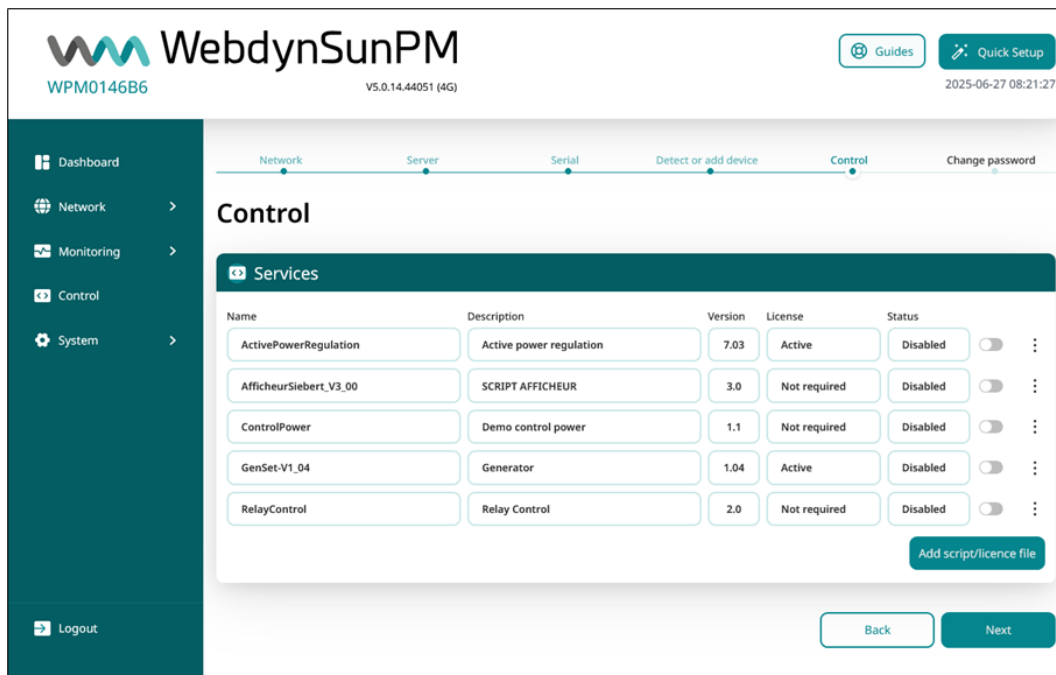 WebdynSunPM
WPM0146B6
V5.0.14.44051 (4G)
Guides
Quick Setup
2025-06-27 08:21:27
Dashboard
Network
Monitoring
Control
System
Logout
Network Server Serial Detect or add device Control Change password
Control
Services
Name Description Version License Status
ActivePowerRegulation Active power regulation 7.03 Active Disabled
AfficheurSiebert_V3_00 SCRIPT AFFICHEUR 3.0 Not required Disabled
ControlPower Demo control power 1.1 Not required Disabled
GenSet-V1_04 Generator 1.04 Active Disabled
RelayControl Relay Control 2.0 Not required Disabled
Add script/licence file
Back Next